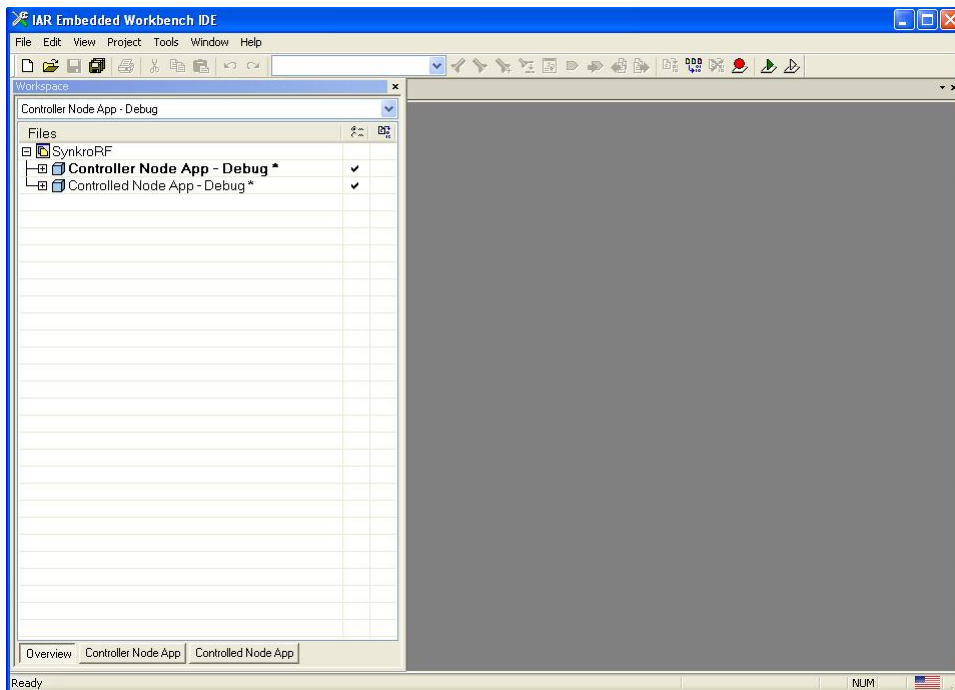 IAR Embedded Workbench IDE
File Edit View Project Tools Window Help
Workspace
Controller Node App - Debug
Files
SynkroRF
Controller Node App - Debug *
Controlled Node App - Debug *
Overview Controller Node App Controlled Node App
Ready NUM